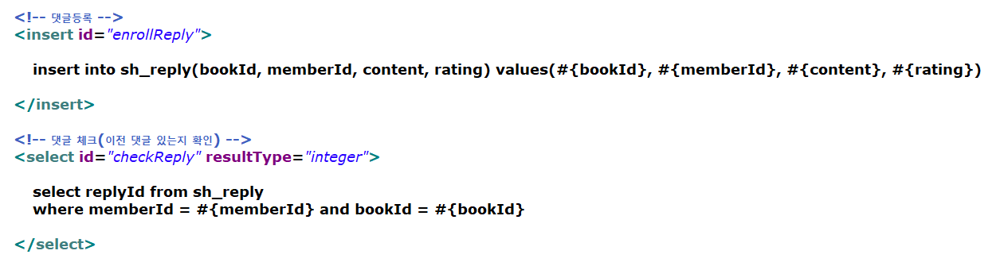 <!-- 댓글등록 -->
<insert id="enrollReply">
insert into sh_reply(bookId, memberId, content, rating) values(#{bookId}, #{memberId}, #{content}, #{rating})
</insert>
<!-- 댓글 체크(이전 댓글 있는지 확인) -->
<select id="checkReply" resultType="integer">
select replyId from sh_reply
where memberId = #{memberId} and bookId = #{bookId}
</select>